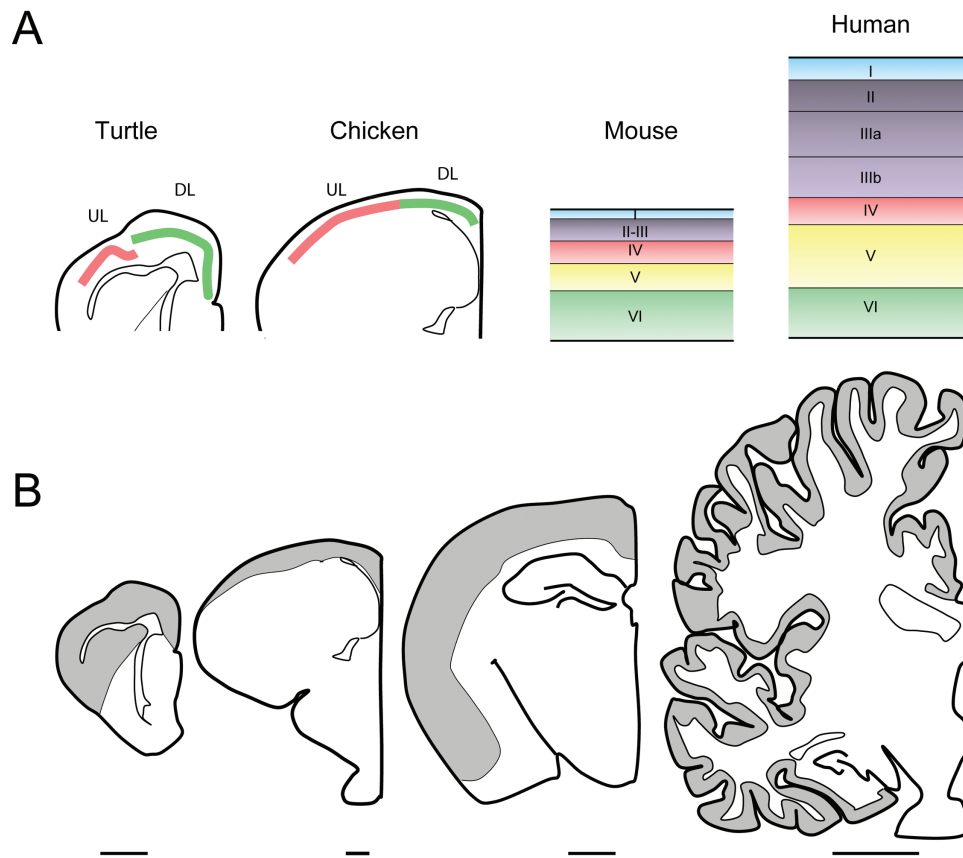 A
Turtle
Chicken
Mouse
Human
UL
DL
UL
DL
I
II-III
IV
V
VI
I
II
IIIa
IIIb
IV
V
VI
B